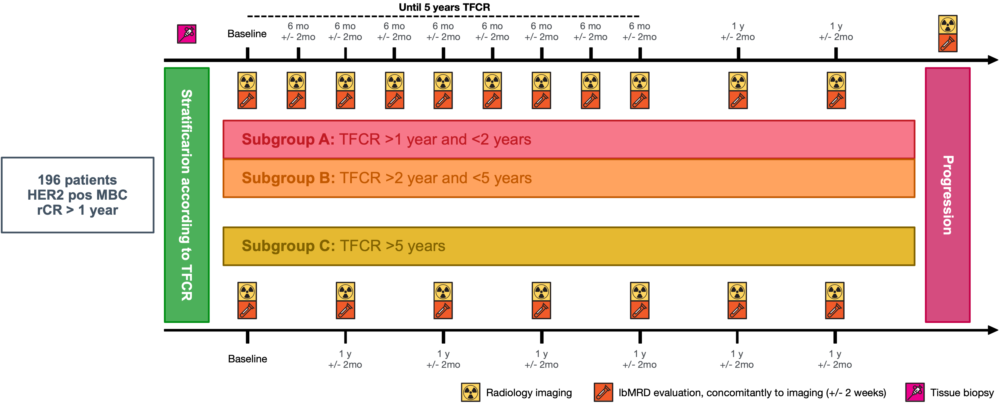 Until 5 years TFCR
Baseline
6 mo
+/- 2mo
6 mo
+/- 2mo
6 mo
+/- 2mo
6 mo
+/- 2mo
6 mo
+/- 2mo
6 mo
+/- 2mo
6 mo
+/- 2mo
6 mo
+/- 2mo
1 y
+/- 2mo
1 y
+/- 2mo
196 patients
HER2 pos MBC
rCR > 1 year
Stratificarion according to TFCR
Subgroup A: TFCR >1 year and <2 years
Subgroup B: TFCR >2 year and <5 years
Subgroup C: TFCR >5 years
Progression
Baseline
1 y
+/- 2mo
1 y
+/- 2mo
1 y
+/- 2mo
1 y
+/- 2mo
1 y
+/- 2mo
1 y
+/- 2mo
Radiology imaging
lbMRD evaluation, concomitantly to imaging (+/- 2 weeks)
Tissue biopsy